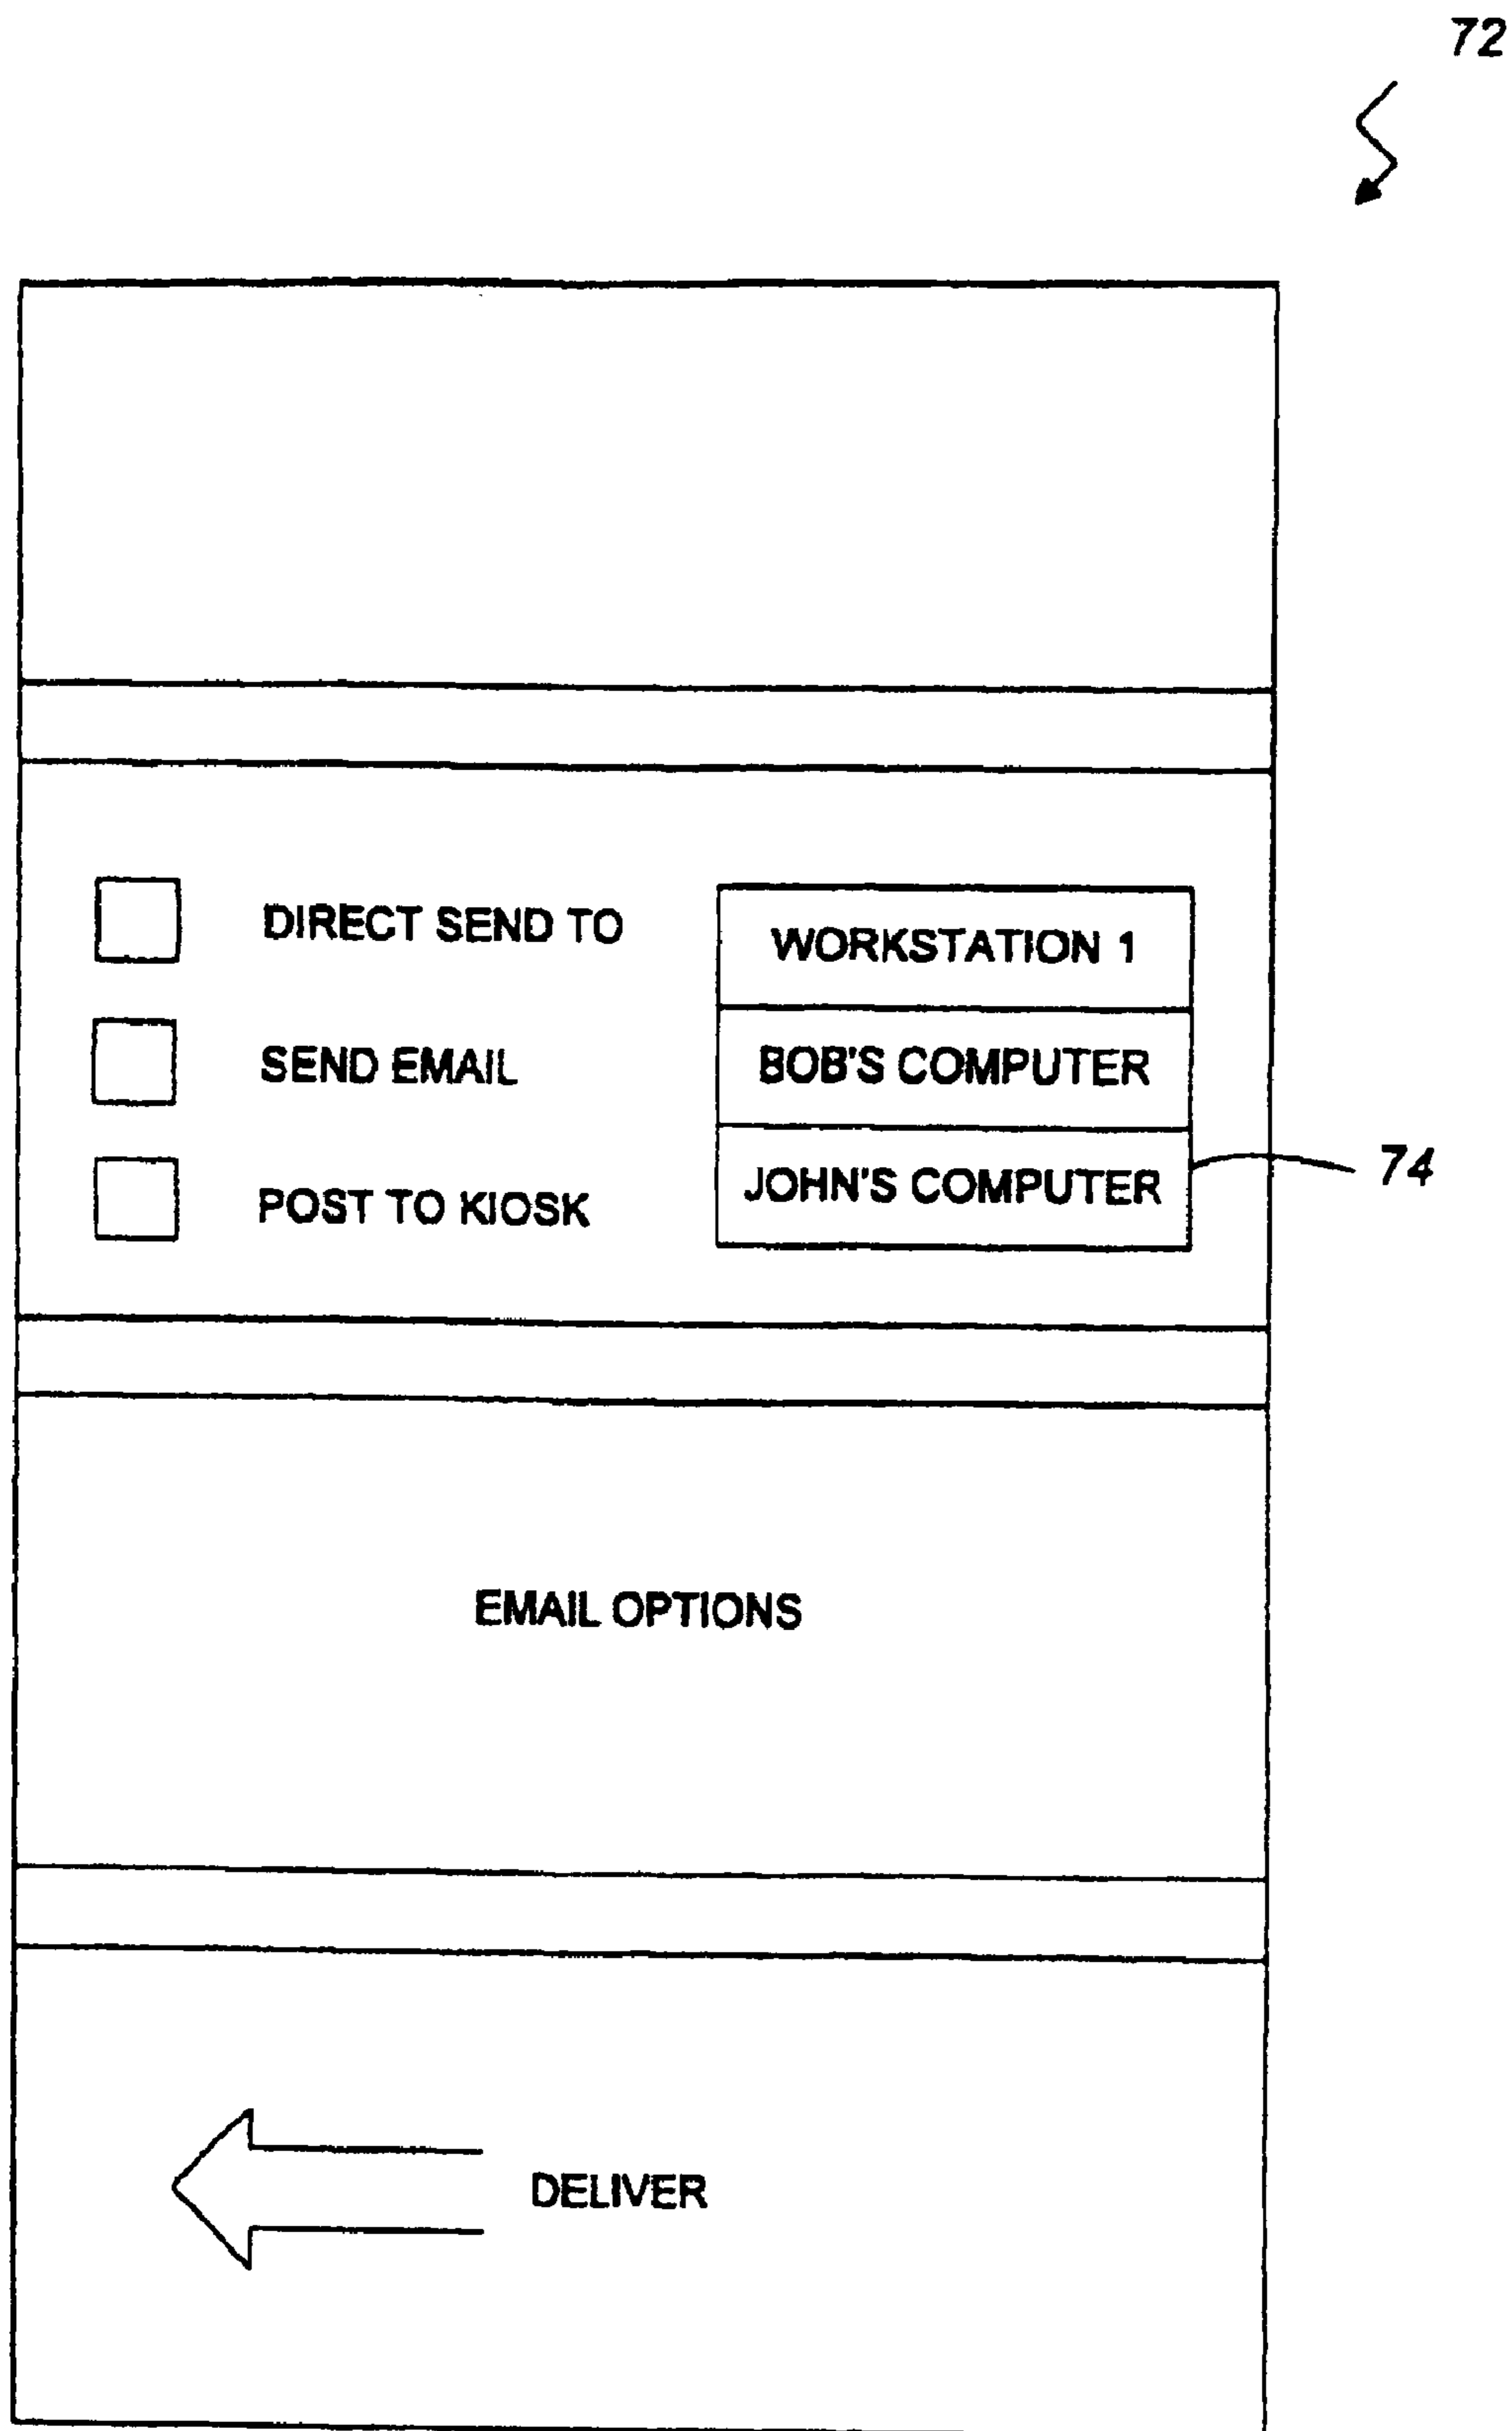 72
DIRECT SEND TO
WORKSTATION 1
SEND EMAIL
BOB'S COMPUTER
POST TO KIOSK
JOHN'S COMPUTER
74
EMAIL OPTIONS
DELIVER